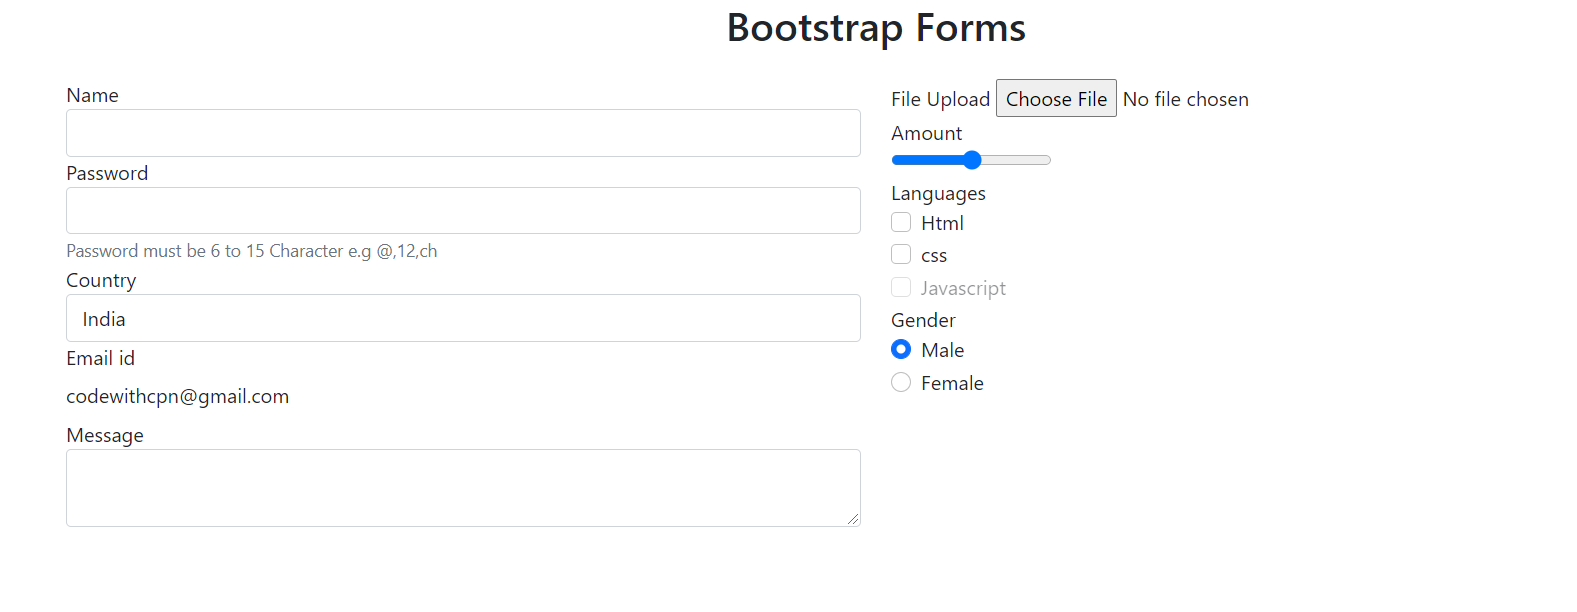 Bootstrap Forms
Name
Password
Password must be 6 to 15 Character e.g @,12,ch
Country
India
Email id
codewithcpn@gmail.com
Message
File Upload Choose File No file chosen
Amount
Languages
Html
css
Javascript
Gender
Male
Female